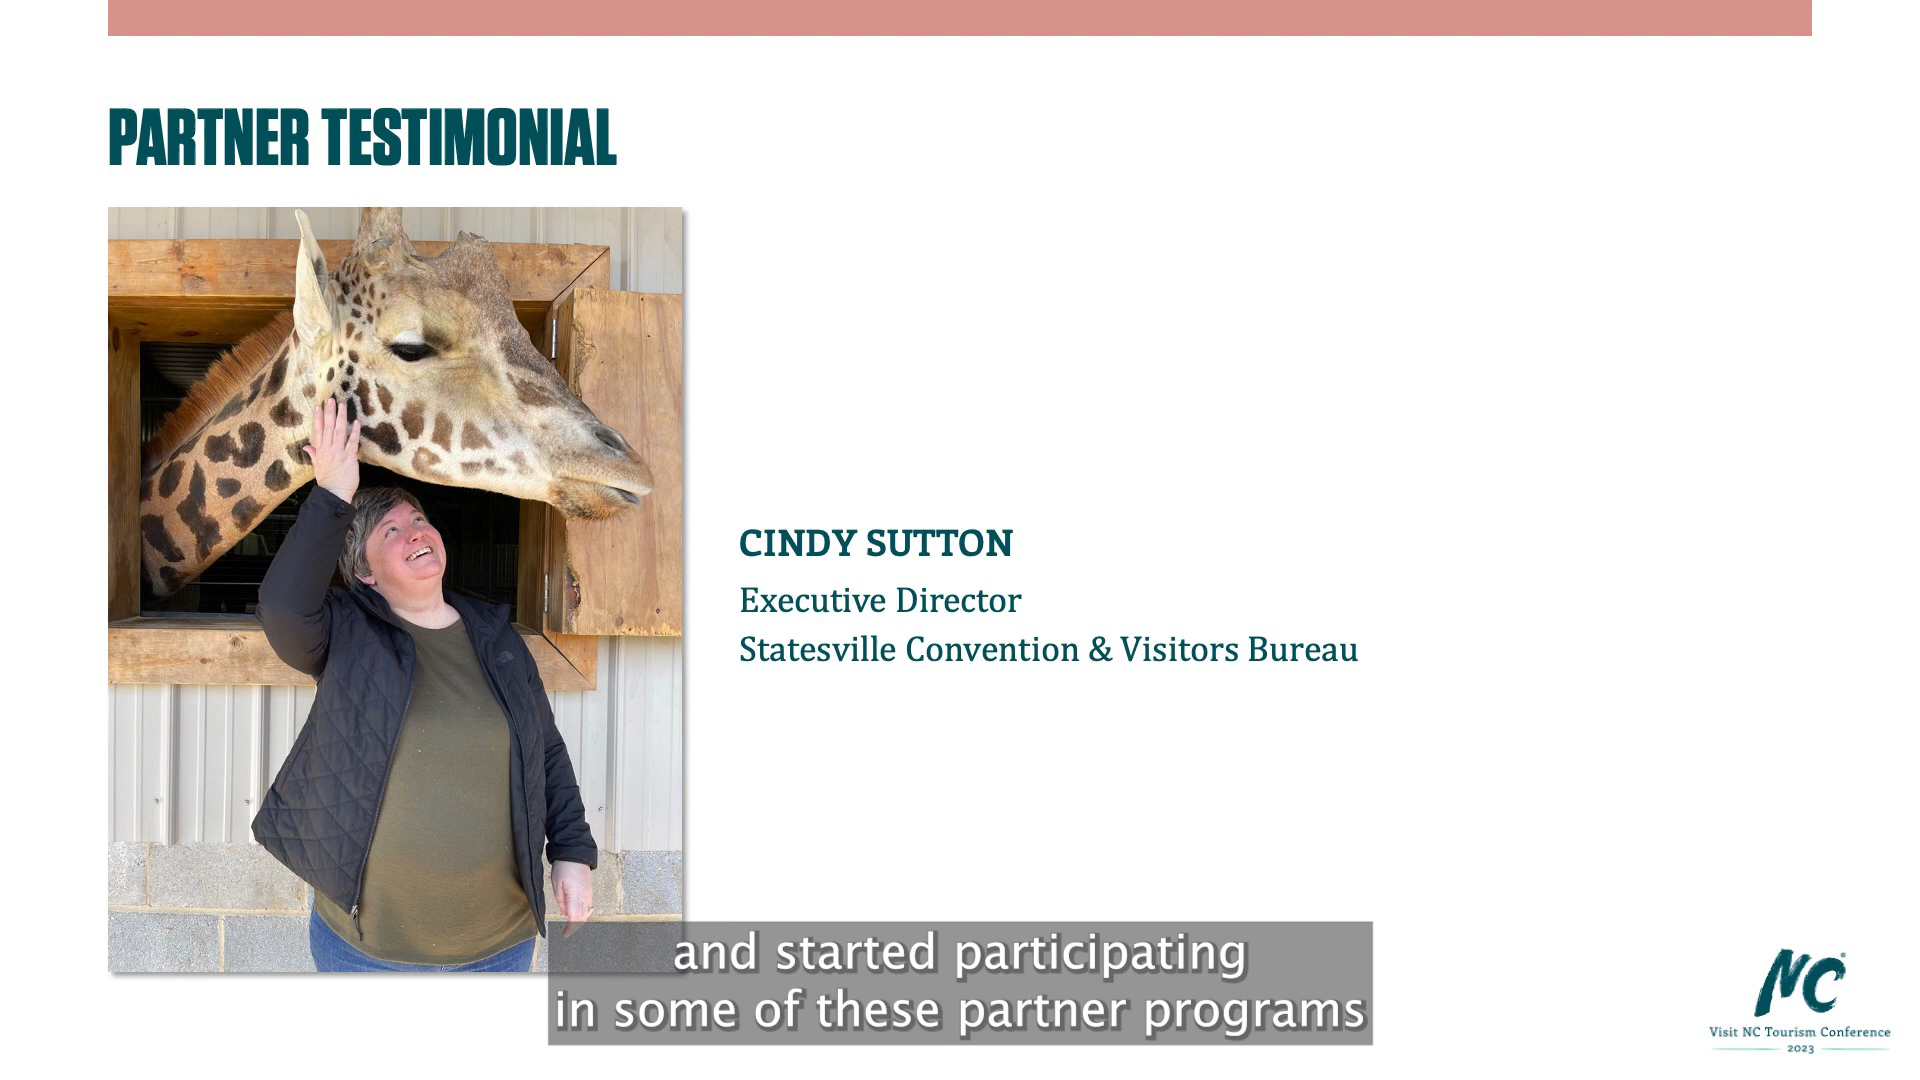 PARTNER TESTIMONIAL
CINDY SUTTON
Executive Director
Statesville Convention & Visitors Bureau
and started participating
in some of these partner programs
NC
Visit NC Tourism Conference
2023